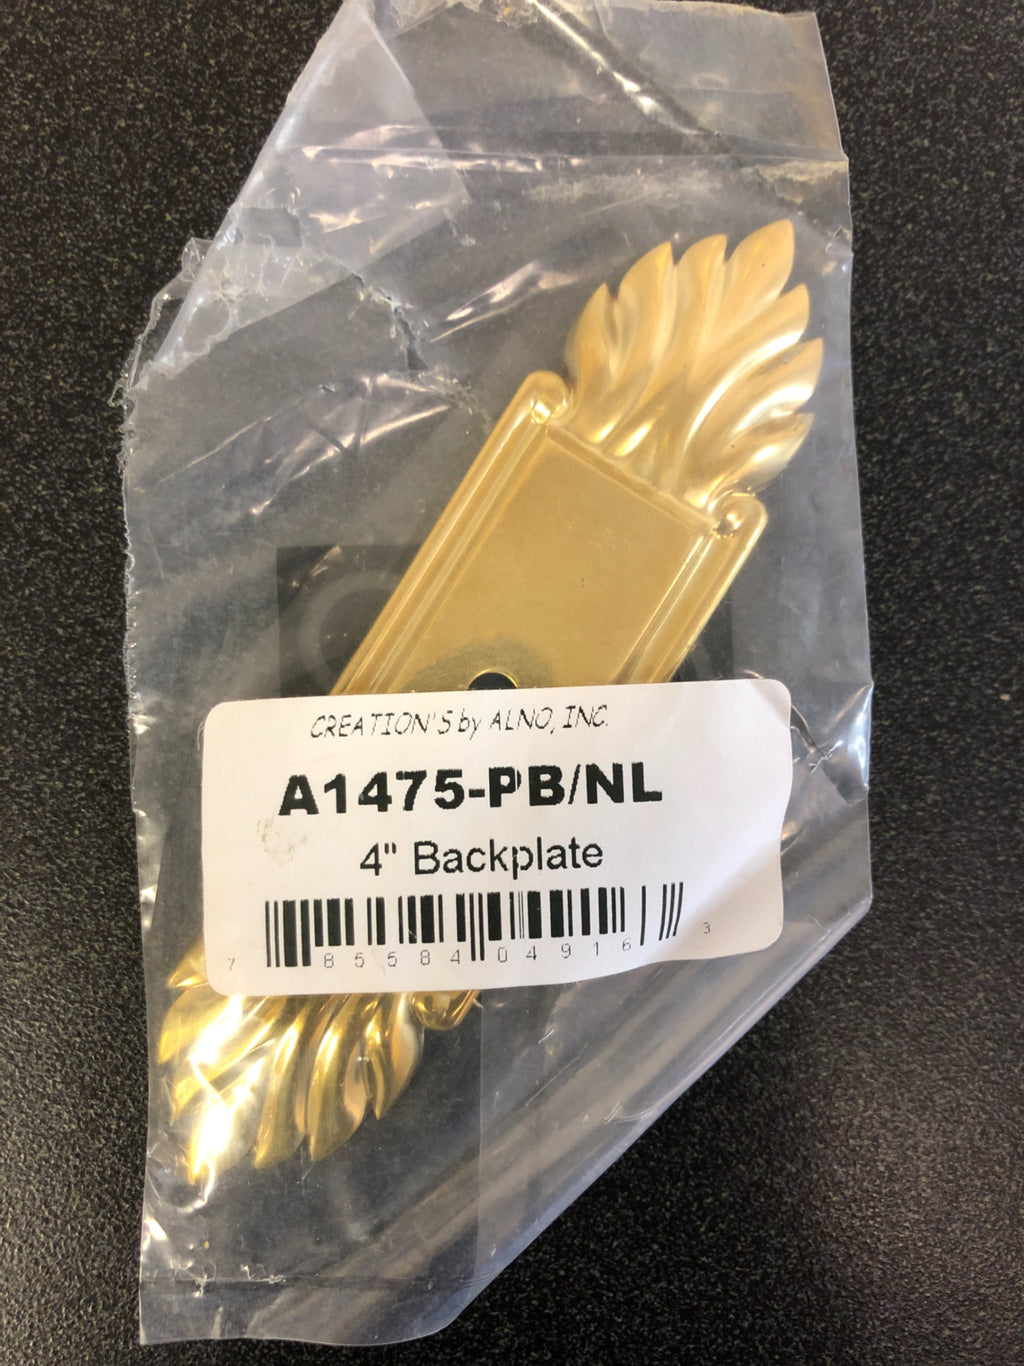 CREATION'S by ALNO, INC.
A1475-PB/NL
4" Backplate
7 85584 04916 3